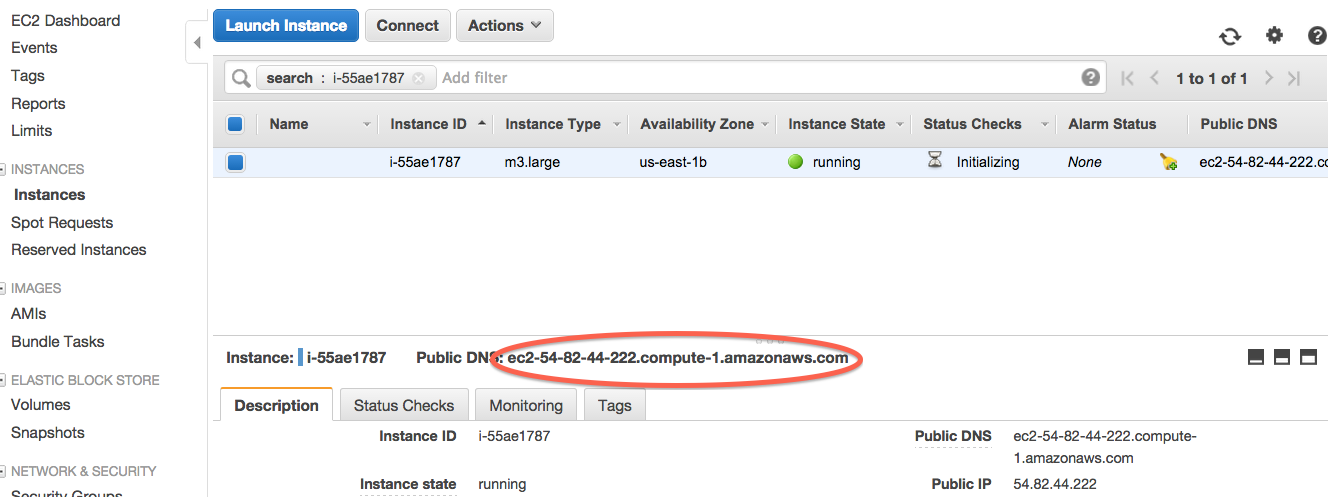 EC2 Dashboard
Events
Tags
Reports
Limits
INSTANCES
Instances
Spot Requests
Reserved Instances
IMAGES
AMIs
Bundle Tasks
ELASTIC BLOCK STORE
Volumes
Snapshots
NETWORK & SECURITY
Security Groups
Launch Instance Connect Actions
search : i-55ae1787 Add filter 1 to 1 of 1
Name Instance ID Instance Type Availability Zone Instance State Status Checks Alarm Status Public DNS
i-55ae1787 m3.large us-east-1b running Initializing None ec2-54-82-44-222.co
Instance: i-55ae1787 Public DNS: ec2-54-82-44-222.compute-1.amazonaws.com
Description Status Checks Monitoring Tags
Instance ID i-55ae1787 Public DNS ec2-54-82-44-222.compute-
1.amazonaws.com
Instance state running Public IP 54.82.44.222